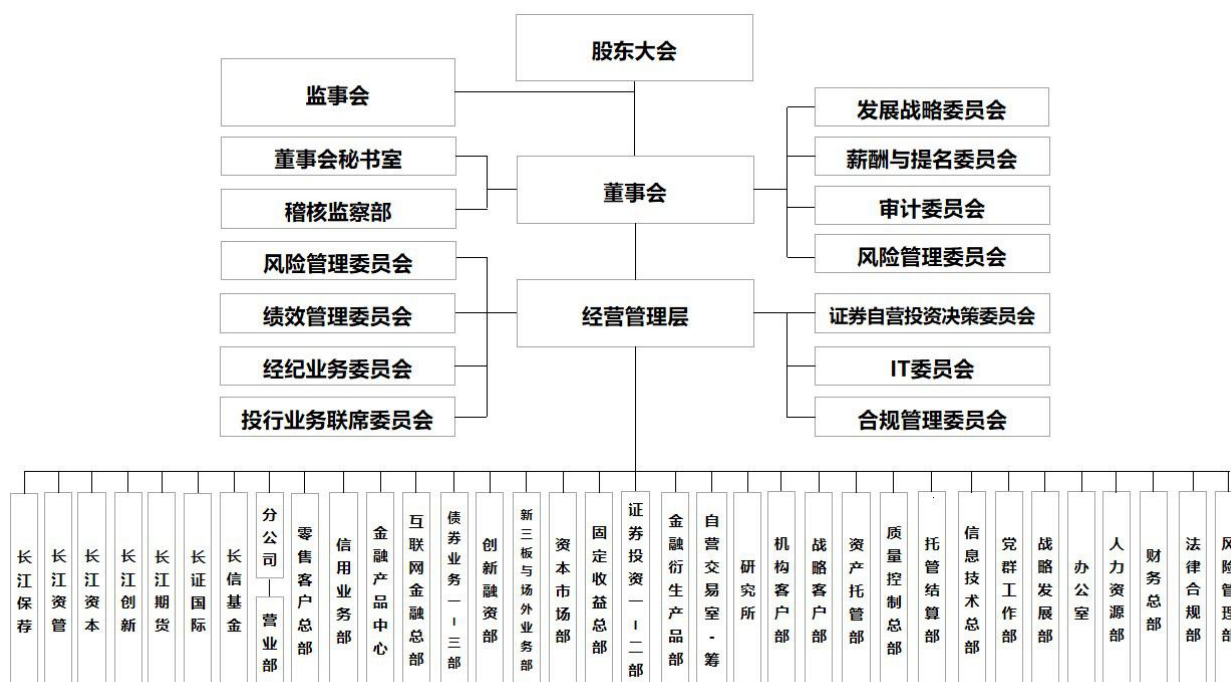 股东大会
监事会
发展战略委员会
董事会秘书室
薪酬与提名委员会
董事会
稽核监察部
审计委员会
风险管理委员会
风险管理委员会
绩效管理委员会
经营管理层
证券自营投资决策委员会
经纪业务委员会
IT委员会
投行业务联席委员会
合规管理委员会
长江保荐
长江资管
长江资本
长江创新
长江期货
长证国际
长信基金
分公司
营业部
零售客户总部
信用业务部
金融产品中心
互联网金融总部
债券业务一-三部
创新融资部
新三板与场外业务部
资本市场部
固定收益总部
证券投资一-二部
金融衍生产品部
自营交易室-筹
研究所
机构客户部
战略客户部
资产托管部
质量控制总部
托管结算部
信息技术总部
党群工作部
战略发展部
办公室
人力资源部
财务总部
法律合规部
风险管理部